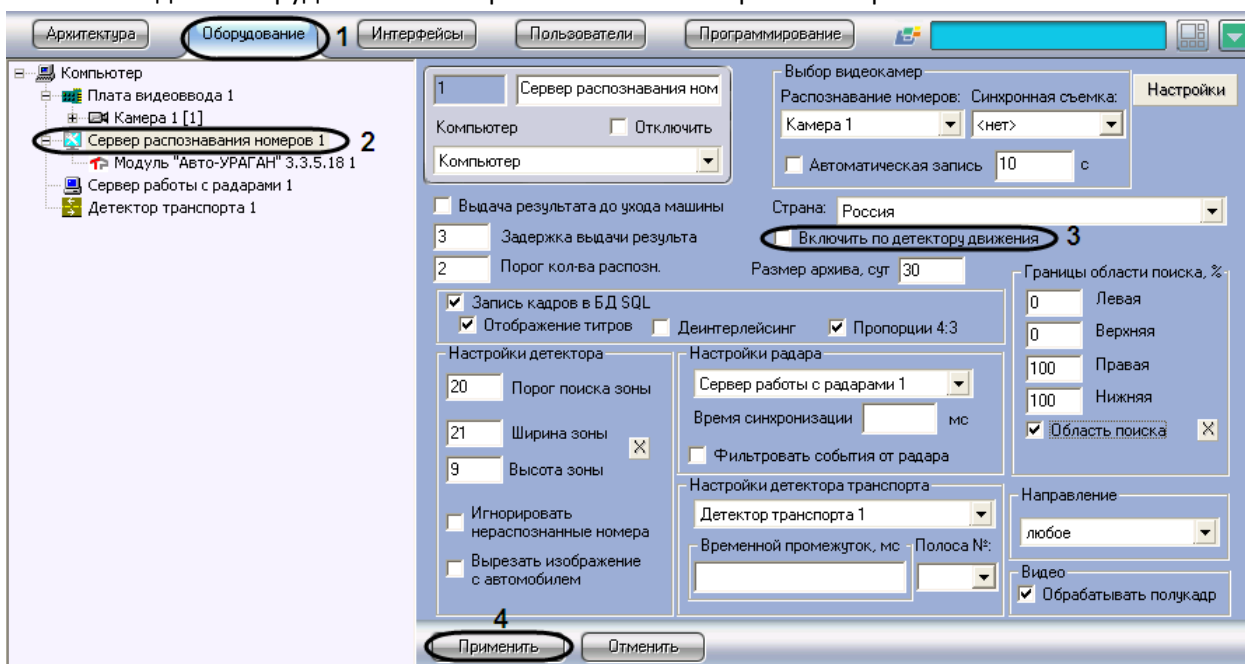 Архитектура Оборудование 1 Интерфейсы Пользователи Программирование
Компьютер
Плата видеоввода 1
Камера 1 [1]
Сервер распознавания номеров 1 2
Модуль "Авто-УРАГАН" 3.3.5.18 1
Сервер работы с радарами 1
Детектор транспорта 1
1 Сервер распознавания ном
Компьютер Отключить
Компьютер
Выбор видеокамер
Распознавание номеров: Синхронная съемка:
Камера 1 <нет>
Автоматическая запись 10 с
Настройки
Выдача результата до ухода машины
Страна: Россия
3 Задержка выдачи результа
Включить по детектору движения 3
2 Порог кол-ва распозн.
Размер архива, сут 30
Запись кадров в БД SQL
Отображение титров Деинтерлейсинг Пропорции 4:3
Границы области поиска, %
0 Левая
0 Верхняя
100 Правая
100 Нижняя
Область поиска X
Настройки детектора
20 Порог поиска зоны
21 Ширина зоны
X
9 Высота зоны
Игнорировать
нераспознанные номера
Вырезать изображение
с автомобилем
Настройки радара
Сервер работы с радарами 1
Время синхронизации мс
Фильтровать события от радара
Настройки детектора транспорта
Детектор транспорта 1
Временной промежуток, мс Полоса №:
Направление
любое
Видео
Обрабатывать полукадр
4
Применить Отменить